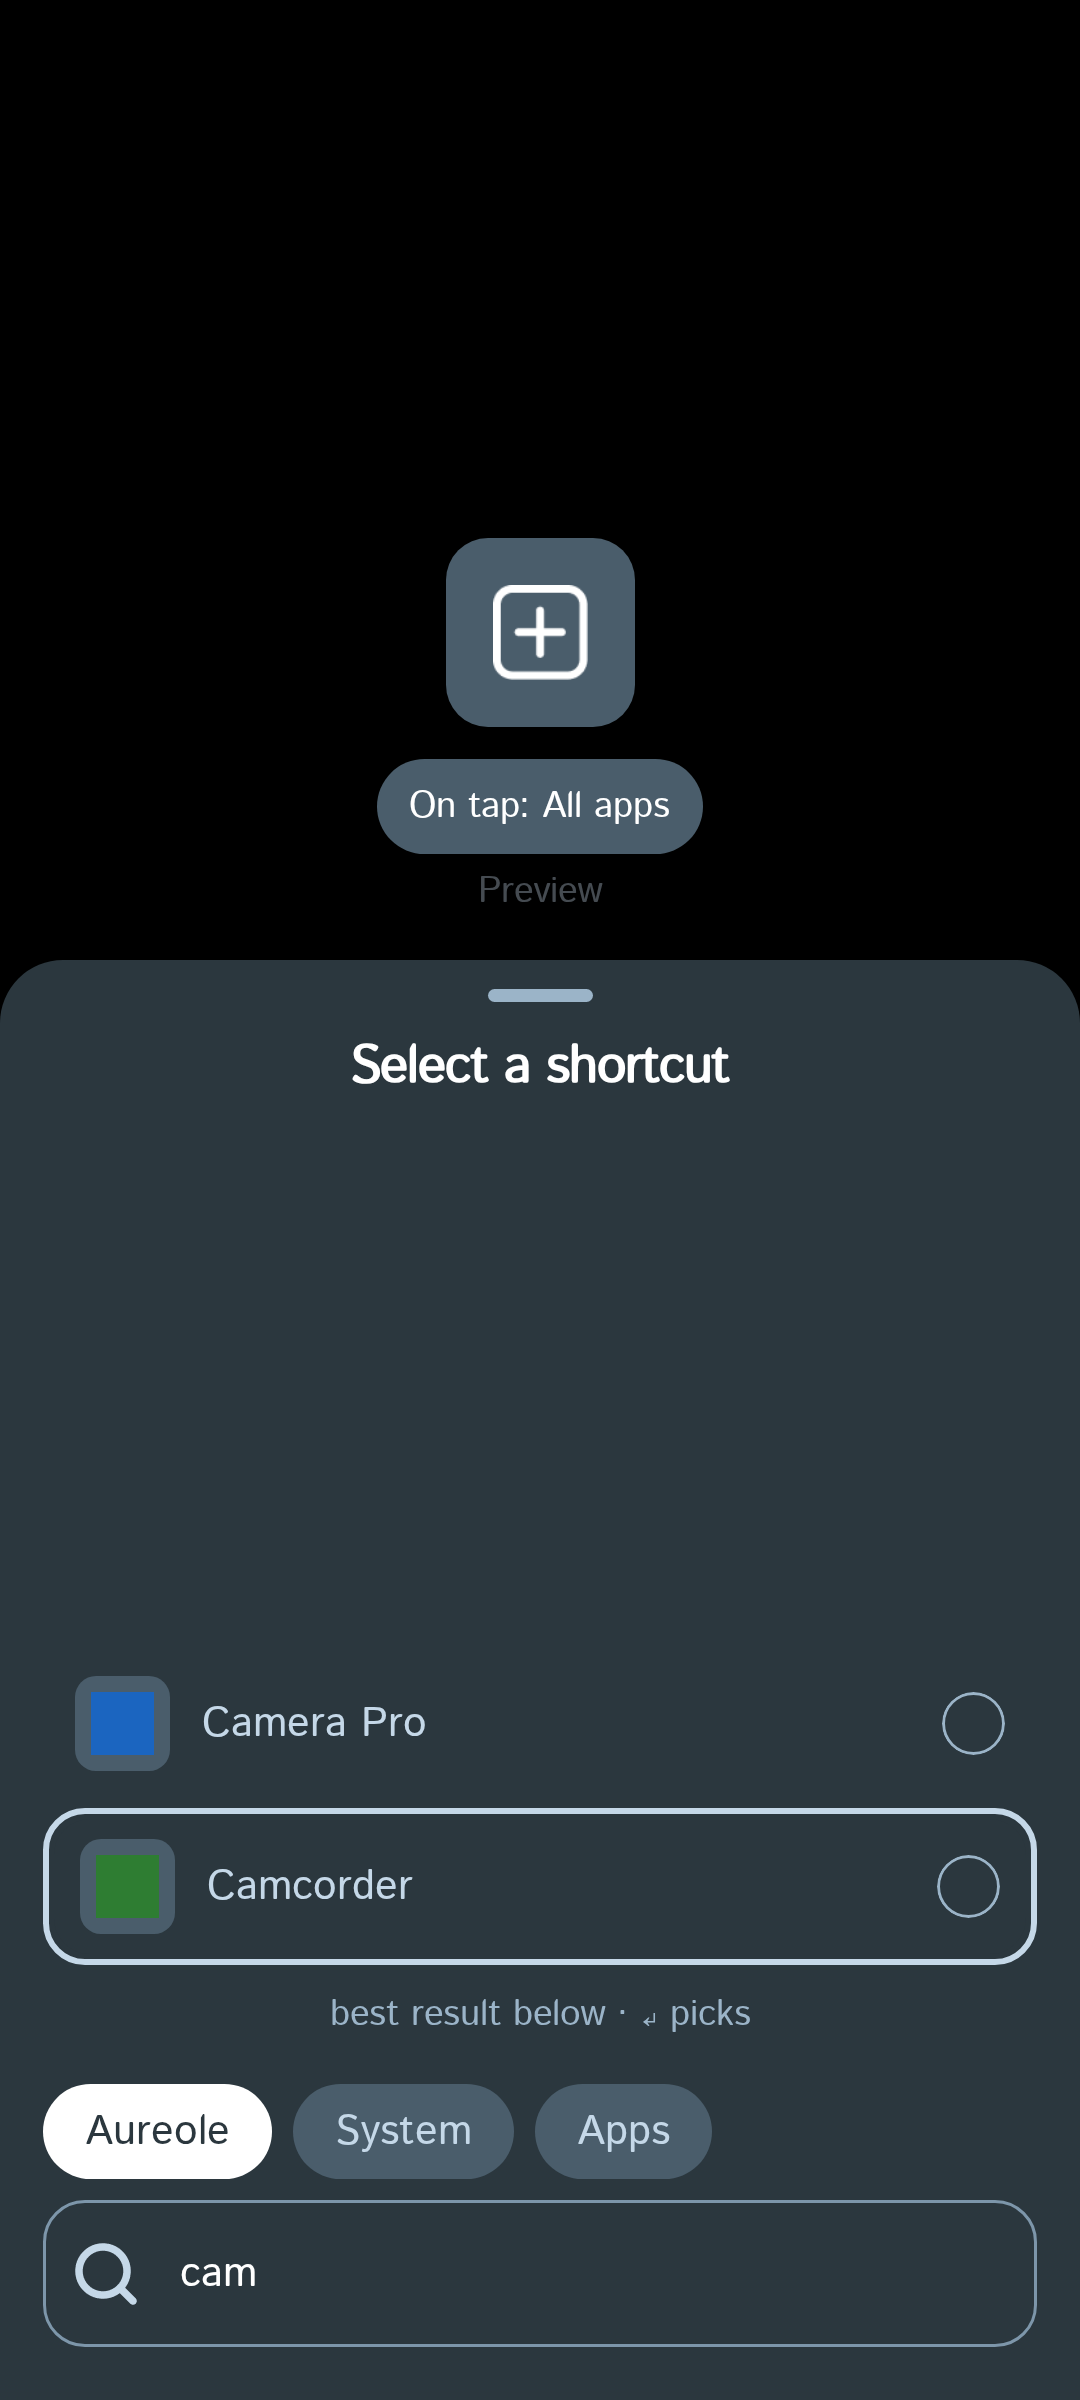 On tap: All apps
Preview
Select a shortcut
Camera Pro
Camcorder
best result below · ↲ picks
Aureole System Apps
cam